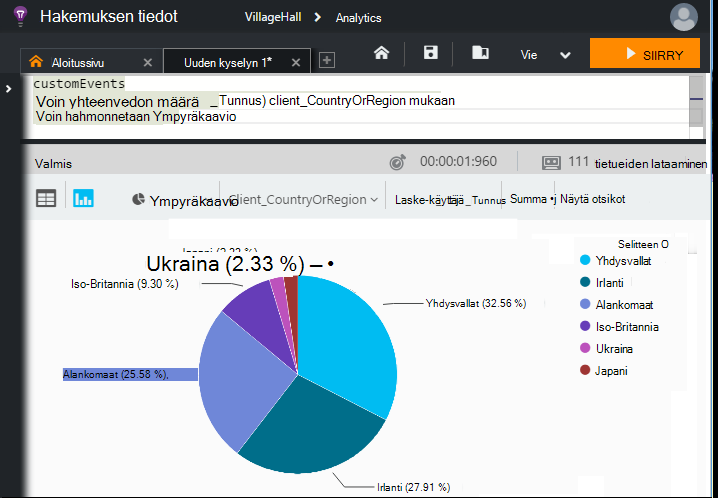 Hakemuksen tiedot
VillageHall > Analytics
Aloitussivu × Uuden kyselyn 1* × +
Vie
SIIRRY
customEvents
Voin yhteenvedon määrä _Tunnus) client_CountryOrRegion mukaan
Voin hahmonnetaan Ympyräkaavio
Valmis
00:00:01:960
111 tietueiden lataaminen
Ympyräkaavio
Client_CountryOrRegion
Laske-käyttäjä_Tunnus
Summa
Näytä otsikot
Ukraina (2.33 %)
Iso-Britannia (9.30 %)
Yhdysvallat (32.56 %)
Alankomaat (25.58 %),
Irlanti (27.91 %)
Selitteen O
Yhdysvallat
Irlanti
Alankomaat
Iso-Britannia
Ukraina
Japani